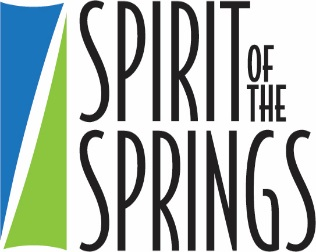 SPIRIT
OF
THE
SPRINGS